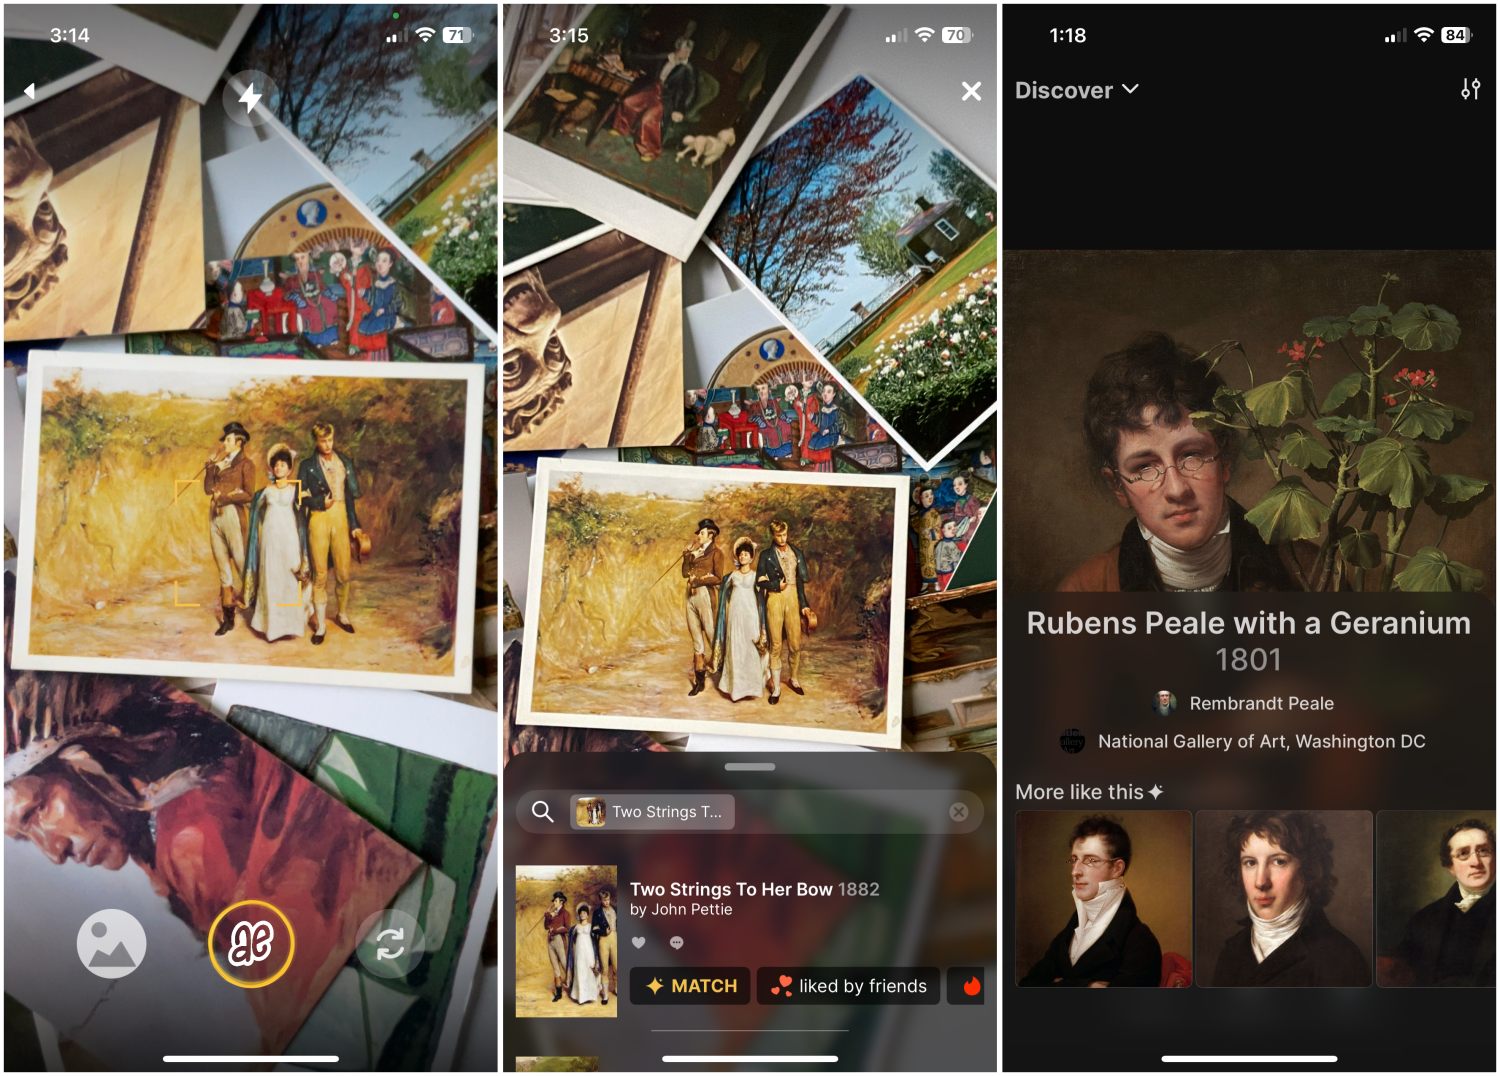 3:14
71
æ
3:15
70
Two Strings T...
Two Strings To Her Bow 1882
by John Pettie
MATCH
liked by friends
1:18
84
Discover
Rubens Peale with a Geranium
1801
Rembrandt Peale
National Gallery of Art, Washington DC
More like this